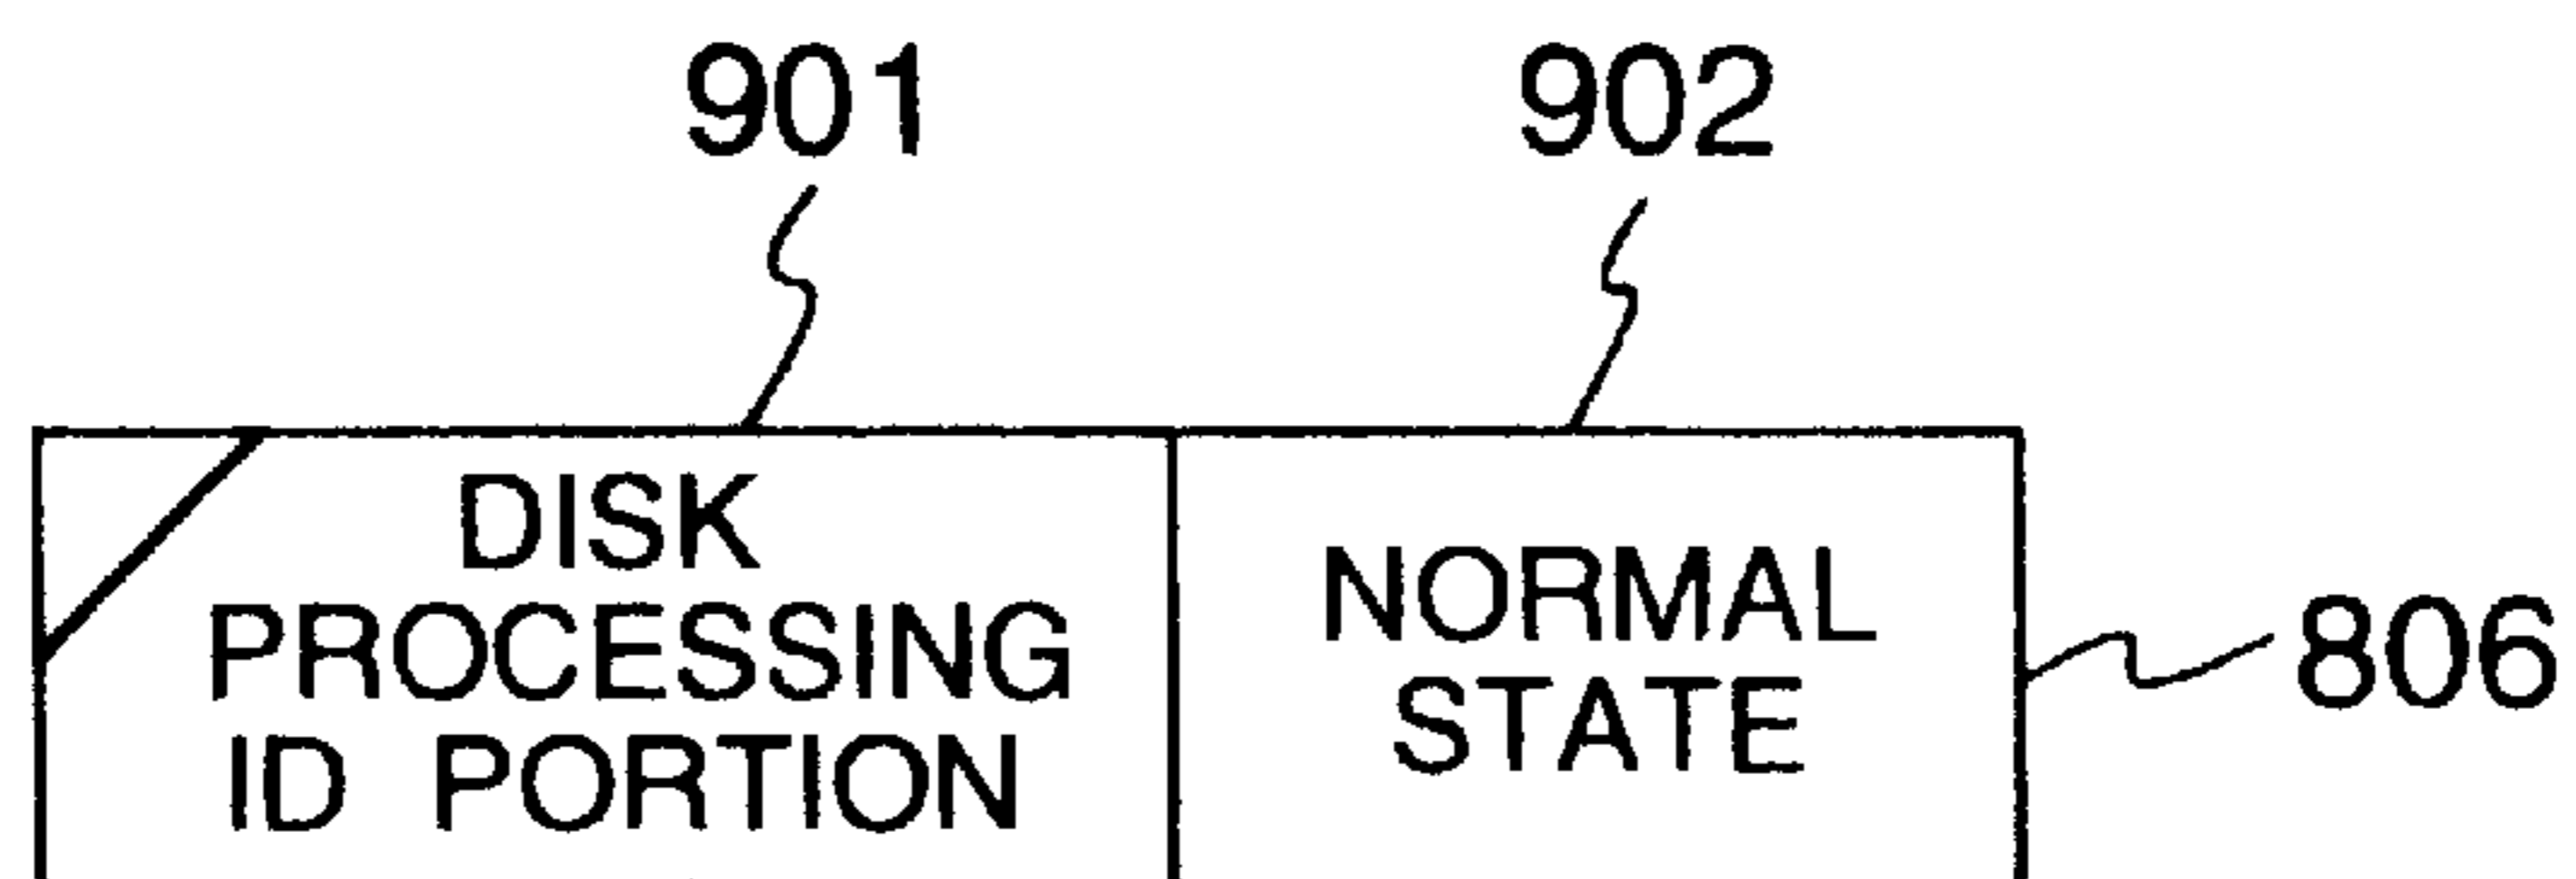 901
902
DISK
PROCESSING
ID PORTION
NORMAL
STATE
806